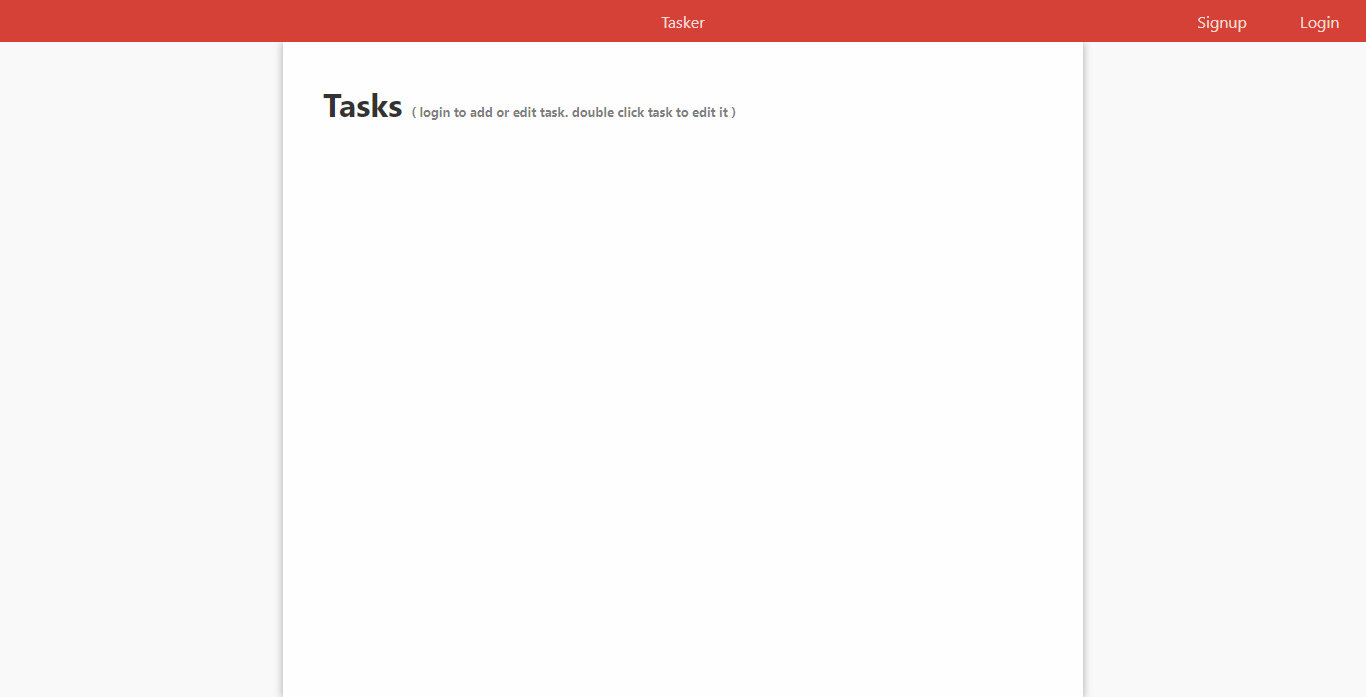 Tasker Signup Login
Tasks ( login to add or edit task. double click task to edit it )